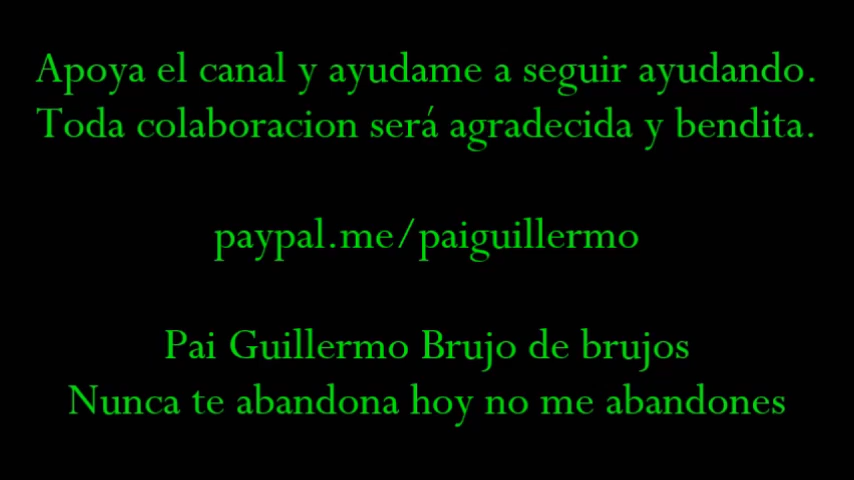 Apoya el canal y ayudame a seguir ayudando.
Toda colaboracion será agradecida y bendita.
paypal.me/paiguillermo
Pai Guillermo Brujo de brujos
Nunca te abandona hoy no me abandones